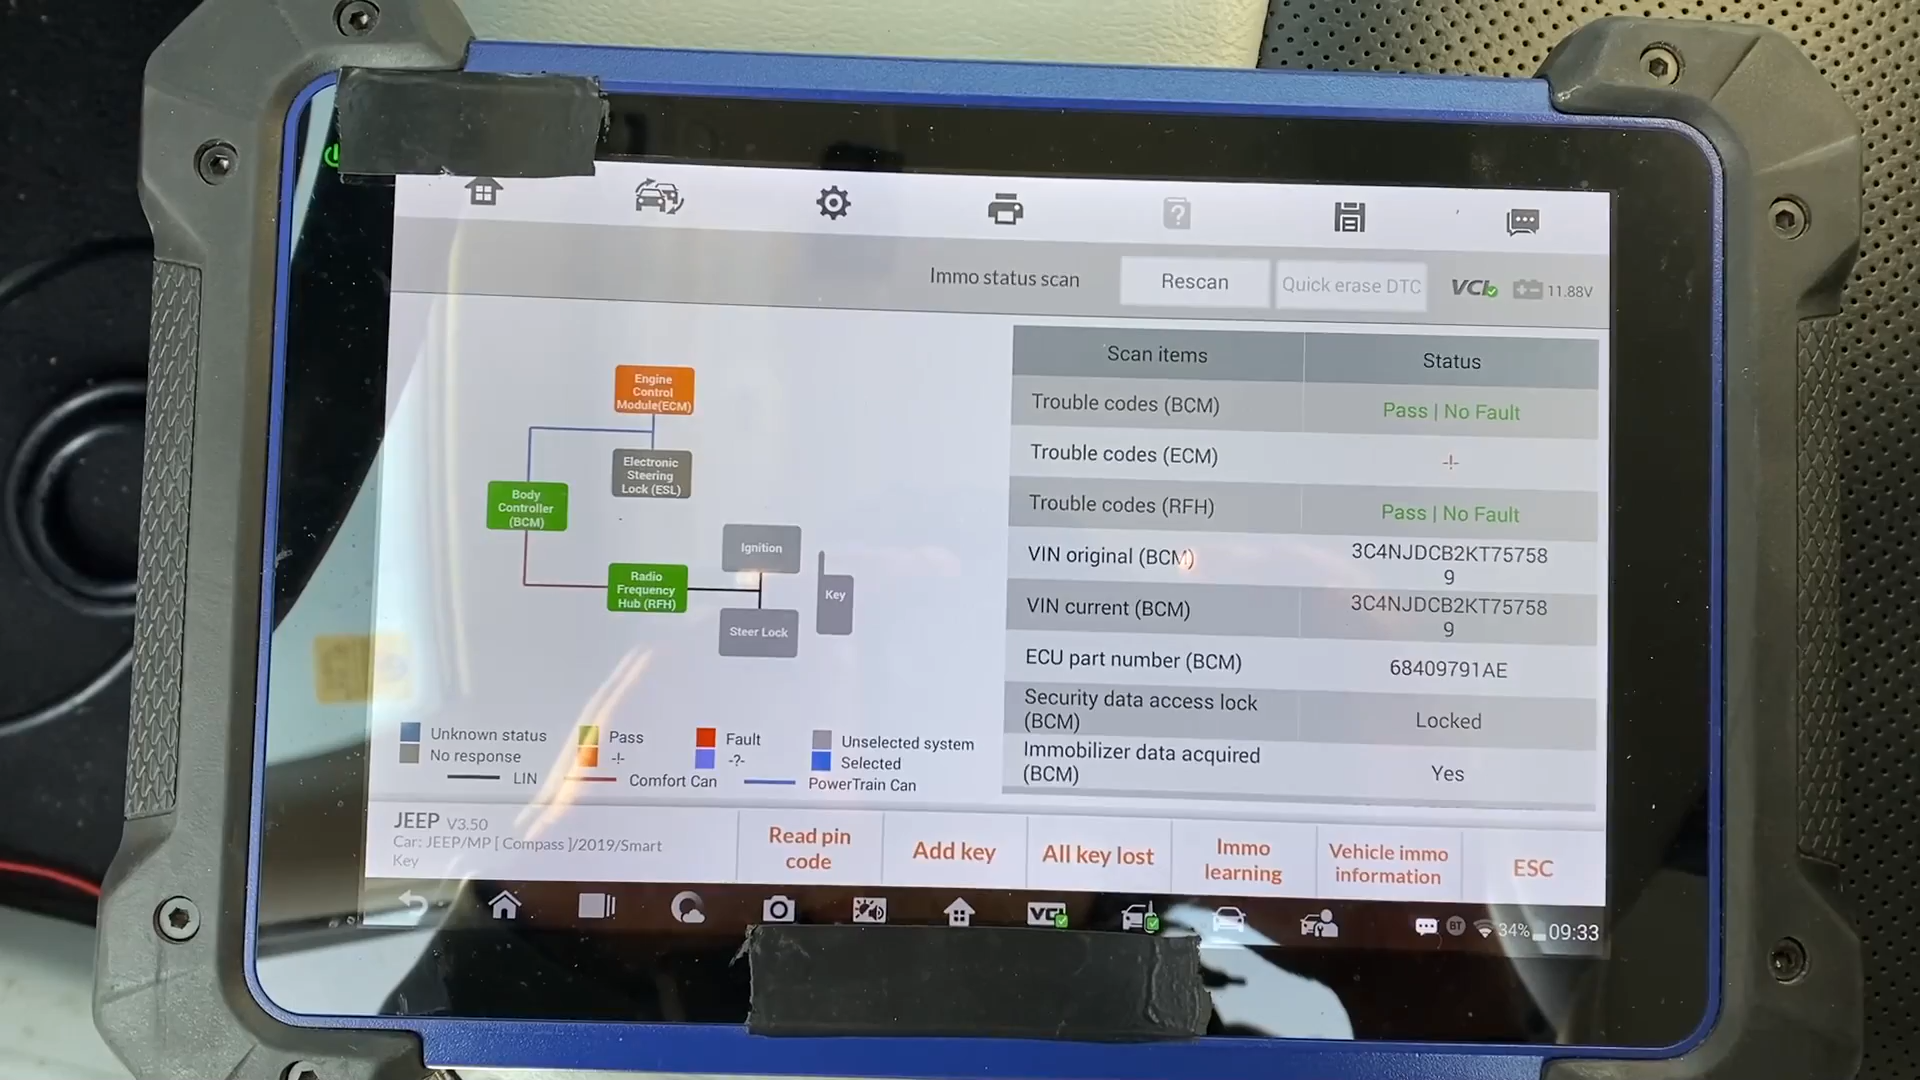 Immo status scan
Rescan
Quick erase DTC
VCI
11.88V
Engine
Control
Module(ECM)
Electronic
Steering
Lock (ESL)
Body
Controller
(BCM)
Ignition
Radio
Frequency
Hub (RFH)
Key
Steer Lock
Unknown status
Pass
Fault
Unselected system
No response
-!-
-?-
Selected
LIN
Comfort Can
PowerTrain Can
Scan items
Status
Trouble codes (BCM)
Pass | No Fault
Trouble codes (ECM)
-!-
Trouble codes (RFH)
Pass | No Fault
VIN original (BCM)
3C4NJDCB2KT75758
9
VIN current (BCM)
3C4NJDCB2KT75758
9
ECU part number (BCM)
68409791AE
Security data access lock
(BCM)
Locked
Immobilizer data acquired
(BCM)
Yes
JEEP V3.50
Car: JEEP/MP [ Compass ]/2019/Smart
Key
Read pin
code
Add key
All key lost
Immo
learning
Vehicle immo
information
ESC
VCI
BT
34%
09:33